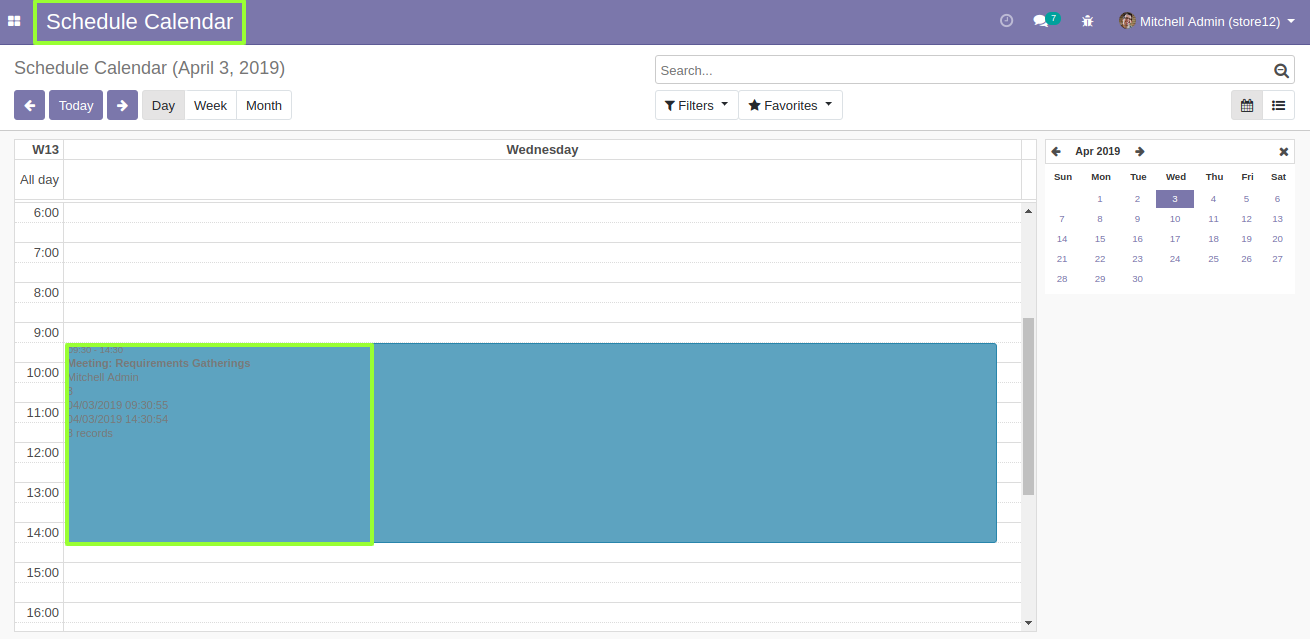 Schedule Calendar
7
Mitchell Admin (store12)
Schedule Calendar (April 3, 2019)
Search...
Today
Day Week Month
Filters Favorites
W13 Wednesday
All day
6:00
7:00
8:00
9:00
10:00
11:00
12:00
13:00
14:00
15:00
16:00
09:30 - 14:30
Meeting: Requirements Gatherings
Mitchell Admin
04/03/2019 09:30:55
04/03/2019 14:30:54
records
Apr 2019
Sun Mon Tue Wed Thu Fri Sat
1 2 3 4 5 6
7 8 9 10 11 12 13
14 15 16 17 18 19 20
21 22 23 24 25 26 27
28 29 30